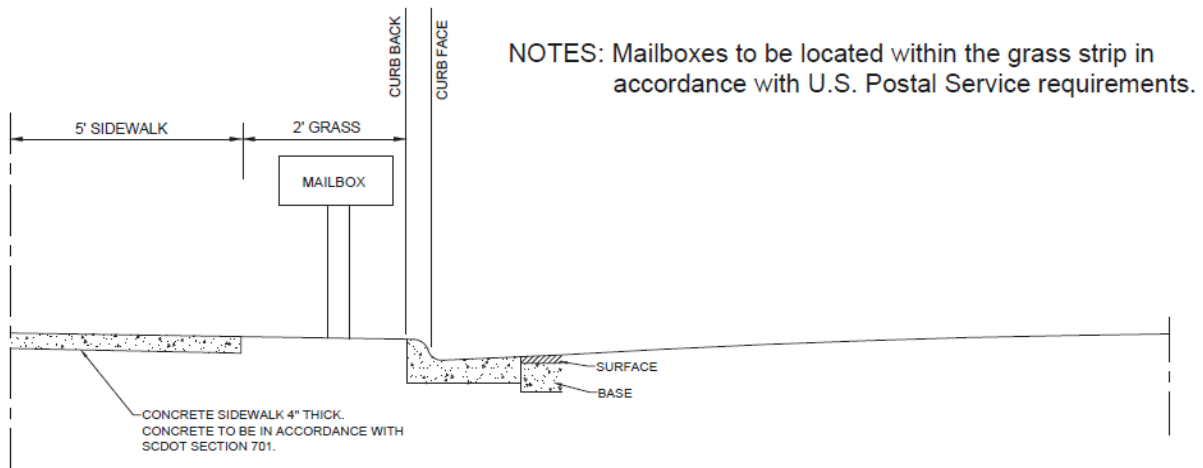 CURB BACK
CURB FACE
NOTES: Mailboxes to be located within the grass strip in
accordance with U.S. Postal Service requirements.
5' SIDEWALK
2' GRASS
MAILBOX
SURFACE
BASE
CONCRETE SIDEWALK 4" THICK.
CONCRETE TO BE IN ACCORDANCE WITH
SCDOT SECTION 701.